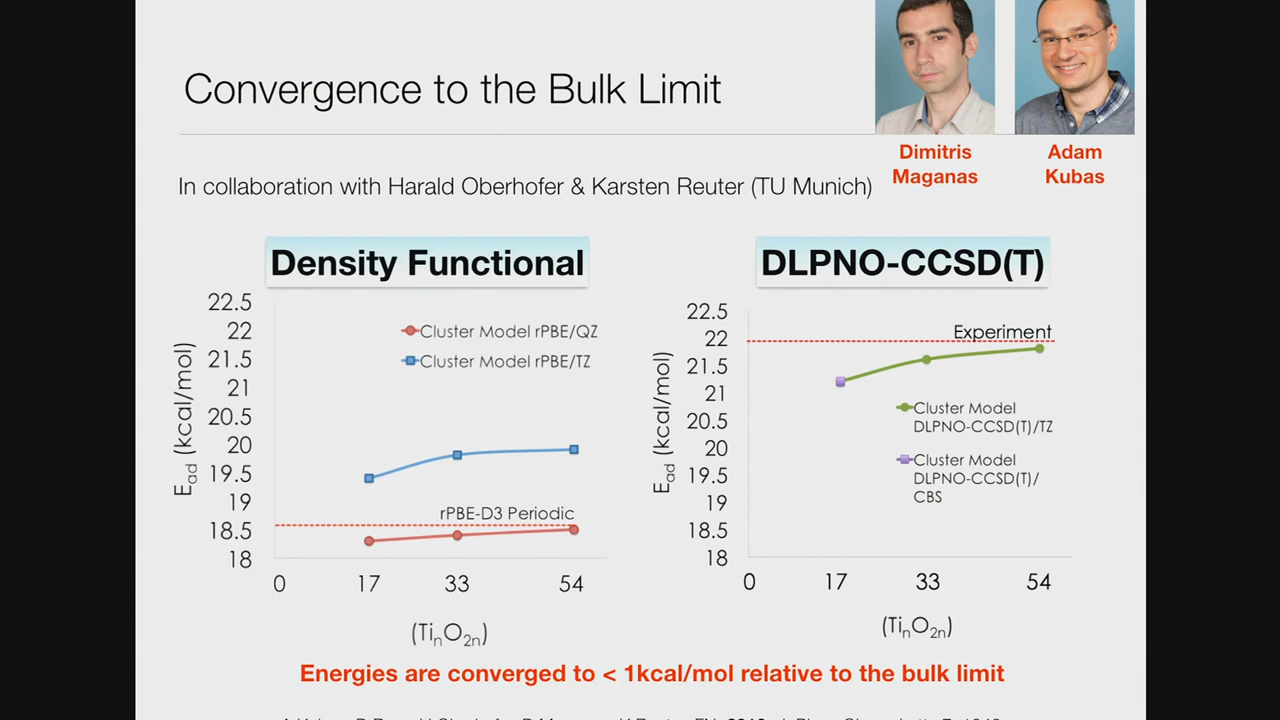 Convergence to the Bulk Limit
Dimitris
Maganas
Adam
Kubas
In collaboration with Harald Oberhofer & Karsten Reuter (TU Munich)
Density Functional
22.5
22
21.5
21
20.5
20
19.5
19
18.5
18
E_ad (kcal/mol)
Cluster Model rPBE/QZ
Cluster Model rPBE/TZ
rPBE-D3 Periodic
0 17 33 54
(Ti_nO_2n)
DLPNO-CCSD(T)
22.5
22
21.5
21
20.5
20
19.5
19
18.5
18
E_ad (kcal/mol)
Experiment
Cluster Model
DLPNO-CCSD(T)/TZ
Cluster Model
DLPNO-CCSD(T)/
CBS
0 17 33 54
(Ti_nO_2n)
Energies are converged to < 1kcal/mol relative to the bulk limit